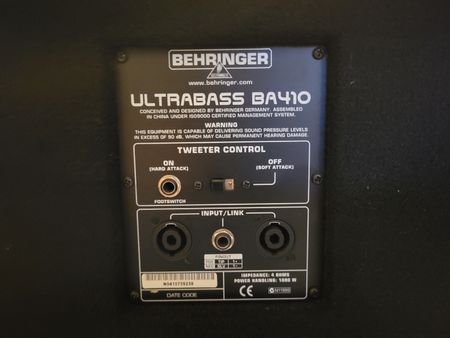 BEHRINGER
www.behringer.com
ULTRABASS BA410
CONCEIVED AND DESIGNED BY BEHRINGER GERMANY. ASSEMBLED
IN CHINA UNDER ISO9000 CERTIFIED MANAGEMENT SYSTEM.
WARNING
THIS EQUIPMENT IS CAPABLE OF DELIVERING SOUND PRESSURE LEVELS
IN EXCESS OF 90 dB, WHICH MAY CAUSE PERMANENT HEARING DAMAGE.
TWEETER CONTROL
ON OFF
(HARD ATTACK) (SOFT ATTACK)
FOOTSWITCH
INPUT/LINK
IMPEDANCE: 4 OHMS
POWER HANDLING: 1000 W
DATE CODE
CE